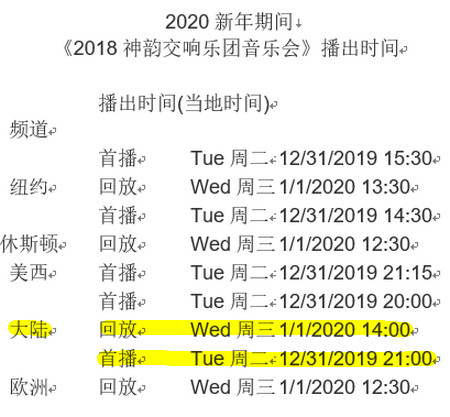 2020 新年期间
《2018 神韵交响乐团音乐会》播出时间
播出时间(当地时间)
频道
首播 Tue 周二 12/31/2019 15:30
纽约 回放 Wed 周三 1/1/2020 13:30
首播 Tue 周二 12/31/2019 14:30
休斯顿 回放 Wed 周三 1/1/2020 12:30
美西 首播 Tue 周二 12/31/2019 21:15
首播 Tue 周二 12/31/2019 20:00
大陆 回放 Wed 周三 1/1/2020 14:00
首播 Tue 周二 12/31/2019 21:00
欧洲 回放 Wed 周三 1/1/2020 12:30